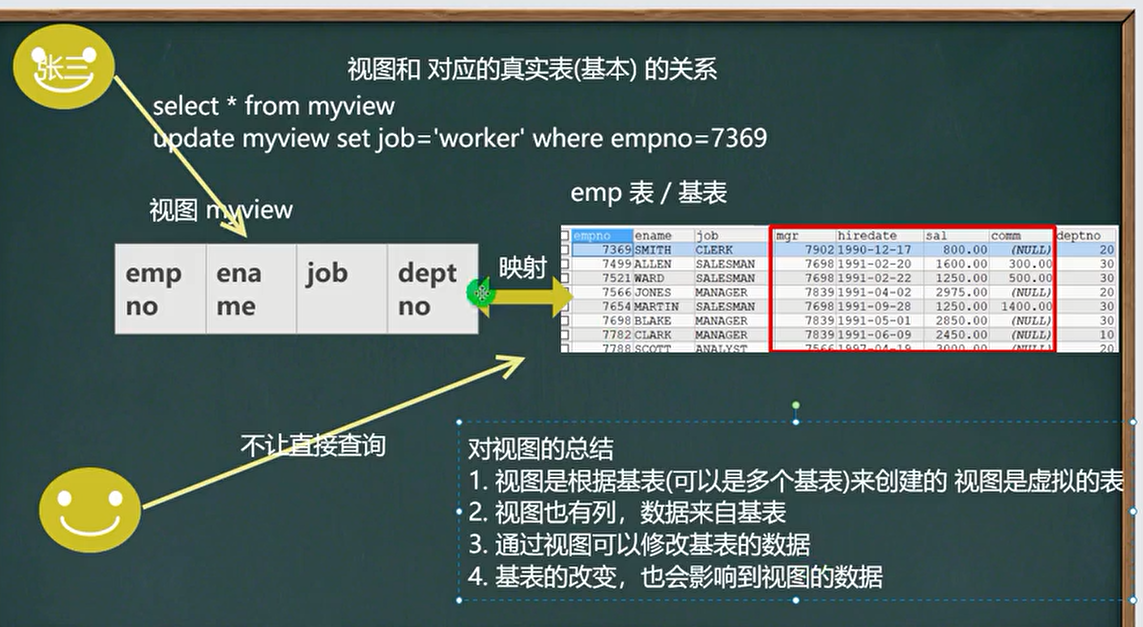 张三
视图和 对应的真实表(基本) 的关系
select * from myview
update myview set job='worker' where empno=7369
emp 表 / 基表
视图 myview
emp
no
ena
me
job
dept
no
映射
empno ename job mgr hiredate sal comm deptno
7369 SMITH CLERK 7902 1990-12-17 800.00 (NULL) 20
7499 ALLEN SALESMAN 7698 1991-02-20 1600.00 300.00 30
7521 WARD SALESMAN 7698 1991-02-22 1250.00 500.00 30
7566 JONES MANAGER 7839 1991-04-02 2975.00 (NULL) 20
7654 MARTIN SALESMAN 7698 1991-09-28 1250.00 1400.00 30
7698 BLAKE MANAGER 7839 1991-05-01 2850.00 (NULL) 30
7782 CLARK MANAGER 7839 1991-06-09 2450.00 (NULL) 10
7788 SCOTT ANALYST 7566 1997-04-19 3000.00 (NULL) 20
不让直接查询
对视图的总结
1. 视图是根据基表(可以是多个基表)来创建的 视图是虚拟的表
2. 视图也有列，数据来自基表
3. 通过视图可以修改基表的数据
4. 基表的改变，也会影响到视图的数据